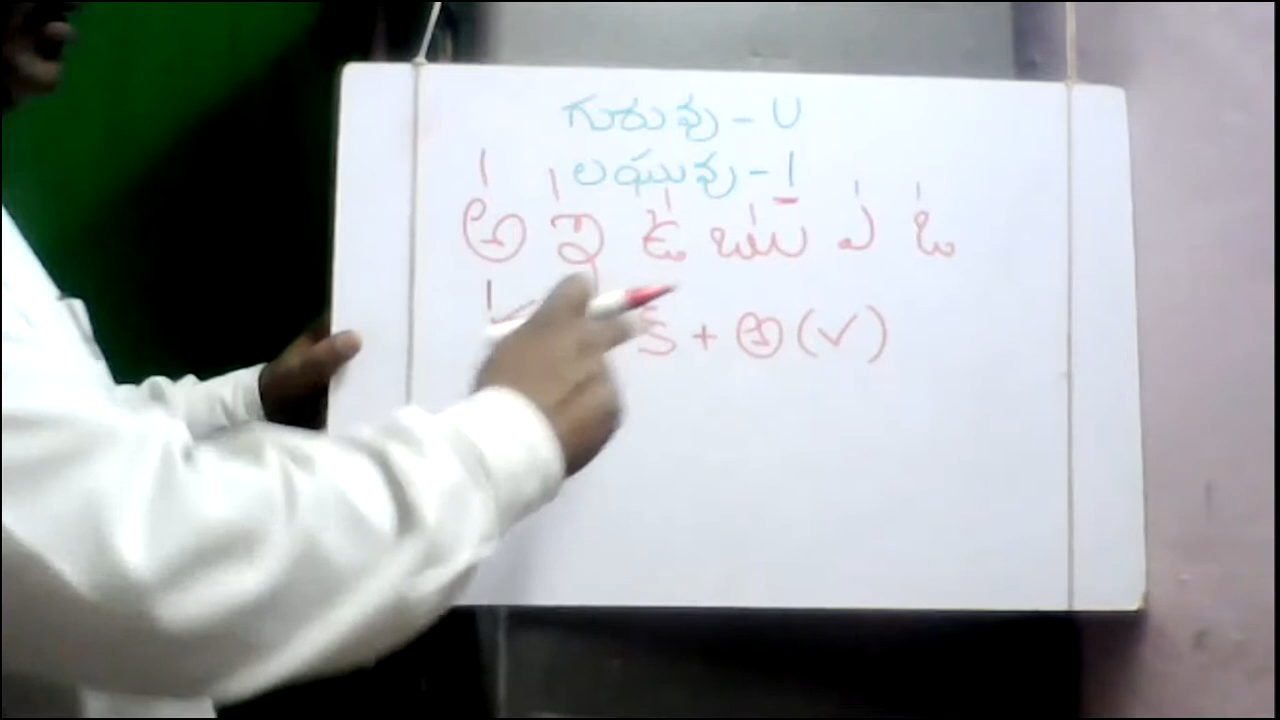 గురువు - U
లఘువు - I
అ ఇ ఉ ఋ ఎ ఒ
క్ + అ (✓)